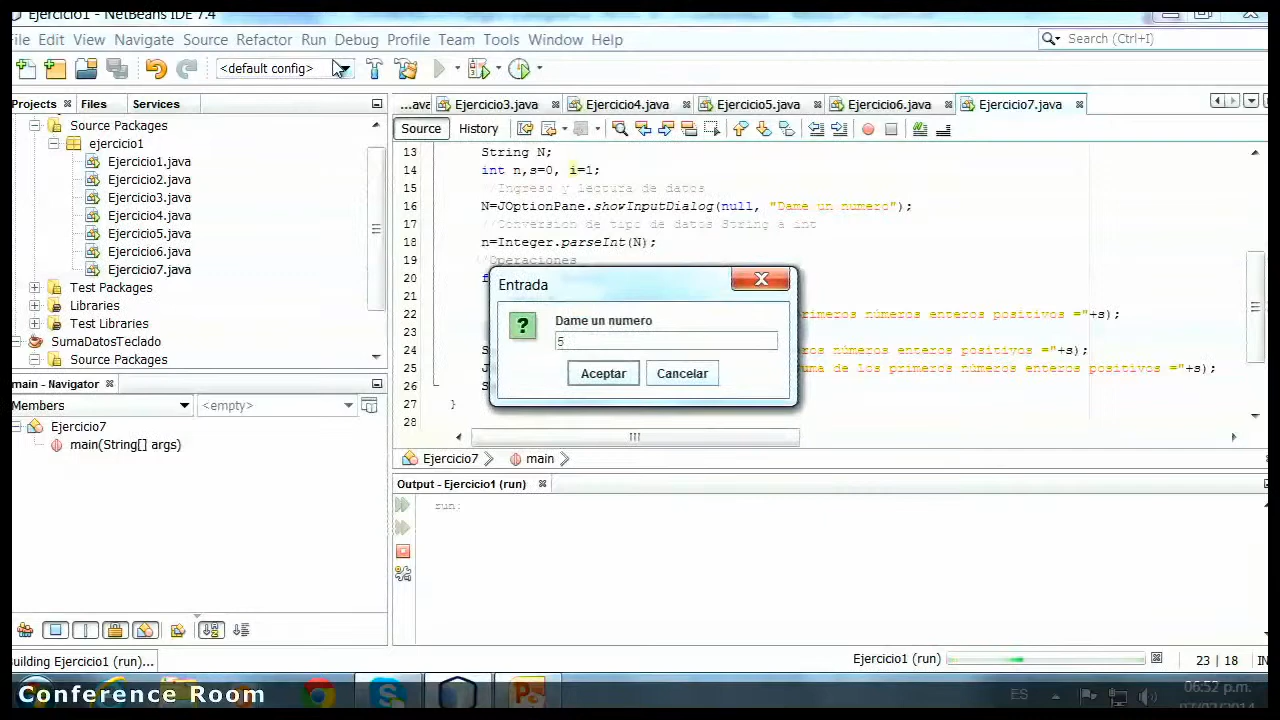 Ejercicio1 - NetBeans IDE 7.4
File Edit View Navigate Source Refactor Run Debug Profile Team Tools Window Help
Search (Ctrl+I)
<default config>
Projects Files Services
...ava Ejercicio3.java Ejercicio4.java Ejercicio5.java Ejercicio6.java Ejercicio7.java
Source History
Source Packages
ejercicio1
Ejercicio1.java
Ejercicio2.java
Ejercicio3.java
Ejercicio4.java
Ejercicio5.java
Ejercicio6.java
Ejercicio7.java
Test Packages
Libraries
Test Libraries
SumaDatosTeclado
Source Packages
main - Navigator
Members <empty>
Ejercicio7
main(String[] args)
13 String N;
14 int n,s=0, i=1;
15 //Ingreso y lectura de datos
16 N=JOptionPane.showInputDialog(null, "Dame un numero");
17 //Conversion de tipo de datos String a int
18 n=Integer.parseInt(N);
19 //Operaciones
20 f
21
22 primeros números enteros positivos ="+s);
23
24 S eros números enteros positivos ="+s);
25 J uma de los primeros números enteros positivos ="+s);
26 S
27 }
28
Entrada
Dame un numero
5
Aceptar Cancelar
Ejercicio7 main
Output - Ejercicio1 (run)
run:
Building Ejercicio1 (run)...
Ejercicio1 (run)
23 | 18 IN
Conference Room
ES
06:52 p.m.